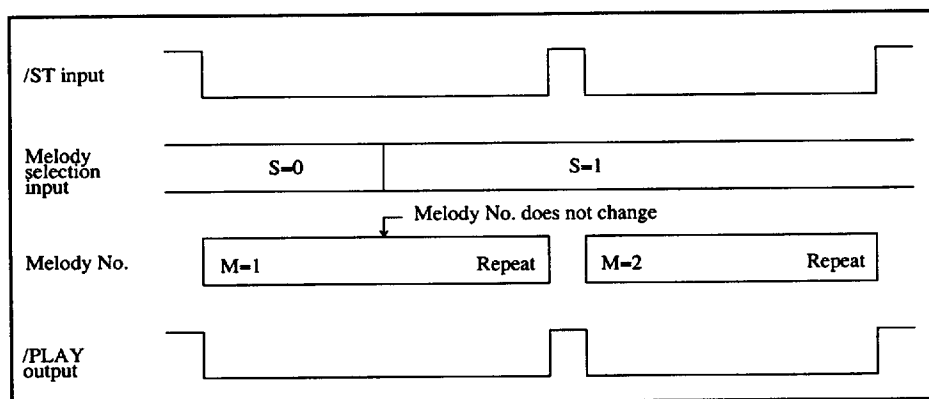 /ST input
Melody
selection
input
S=0
S=1
Melody No. does not change
Melody No.
M=1
Repeat
M=2
Repeat
/PLAY
output